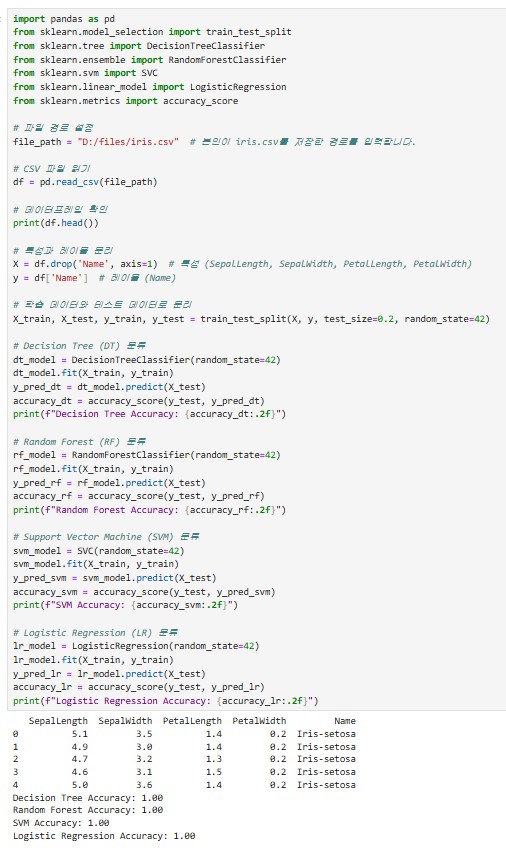 import pandas as pd
from sklearn.model_selection import train_test_split
from sklearn.tree import DecisionTreeClassifier
from sklearn.ensemble import RandomForestClassifier
from sklearn.svm import SVC
from sklearn.linear_model import LogisticRegression
from sklearn.metrics import accuracy_score

# 파일 경로 설정
file_path = "D:/files/iris.csv"  # 본인이 iris.csv를 저장한 경로를 입력합니다.

# CSV 파일 읽기
df = pd.read_csv(file_path)

# 데이터프레임 확인
print(df.head())

# 특성과 레이블 분리
X = df.drop('Name', axis=1)  # 특성 (SepalLength, SepalWidth, PetalLength, PetalWidth)
y = df['Name']  # 레이블 (Name)

# 학습 데이터와 테스트 데이터로 분리
X_train, X_test, y_train, y_test = train_test_split(X, y, test_size=0.2, random_state=42)

# Decision Tree (DT) 분류
dt_model = DecisionTreeClassifier(random_state=42)
dt_model.fit(X_train, y_train)
y_pred_dt = dt_model.predict(X_test)
accuracy_dt = accuracy_score(y_test, y_pred_dt)
print(f"Decision Tree Accuracy: {accuracy_dt:.2f}")

# Random Forest (RF) 분류
rf_model = RandomForestClassifier(random_state=42)
rf_model.fit(X_train, y_train)
y_pred_rf = rf_model.predict(X_test)
accuracy_rf = accuracy_score(y_test, y_pred_rf)
print(f"Random Forest Accuracy: {accuracy_rf:.2f}")

# Support Vector Machine (SVM) 분류
svm_model = SVC(random_state=42)
svm_model.fit(X_train, y_train)
y_pred_svm = svm_model.predict(X_test)
accuracy_svm = accuracy_score(y_test, y_pred_svm)
print(f"SVM Accuracy: {accuracy_svm:.2f}")

# Logistic Regression (LR) 분류
lr_model = LogisticRegression(random_state=42)
lr_model.fit(X_train, y_train)
y_pred_lr = lr_model.predict(X_test)
accuracy_lr = accuracy_score(y_test, y_pred_lr)
print(f"Logistic Regression Accuracy: {accuracy_lr:.2f}")
   SepalLength  SepalWidth  PetalLength  PetalWidth         Name
0          5.1         3.5          1.4         0.2  Iris-setosa
1          4.9         3.0          1.4         0.2  Iris-setosa
2          4.7         3.2          1.3         0.2  Iris-setosa
3          4.6         3.1          1.5         0.2  Iris-setosa
4          5.0         3.6          1.4         0.2  Iris-setosa
Decision Tree Accuracy: 1.00
Random Forest Accuracy: 1.00
SVM Accuracy: 1.00
Logistic Regression Accuracy: 1.00